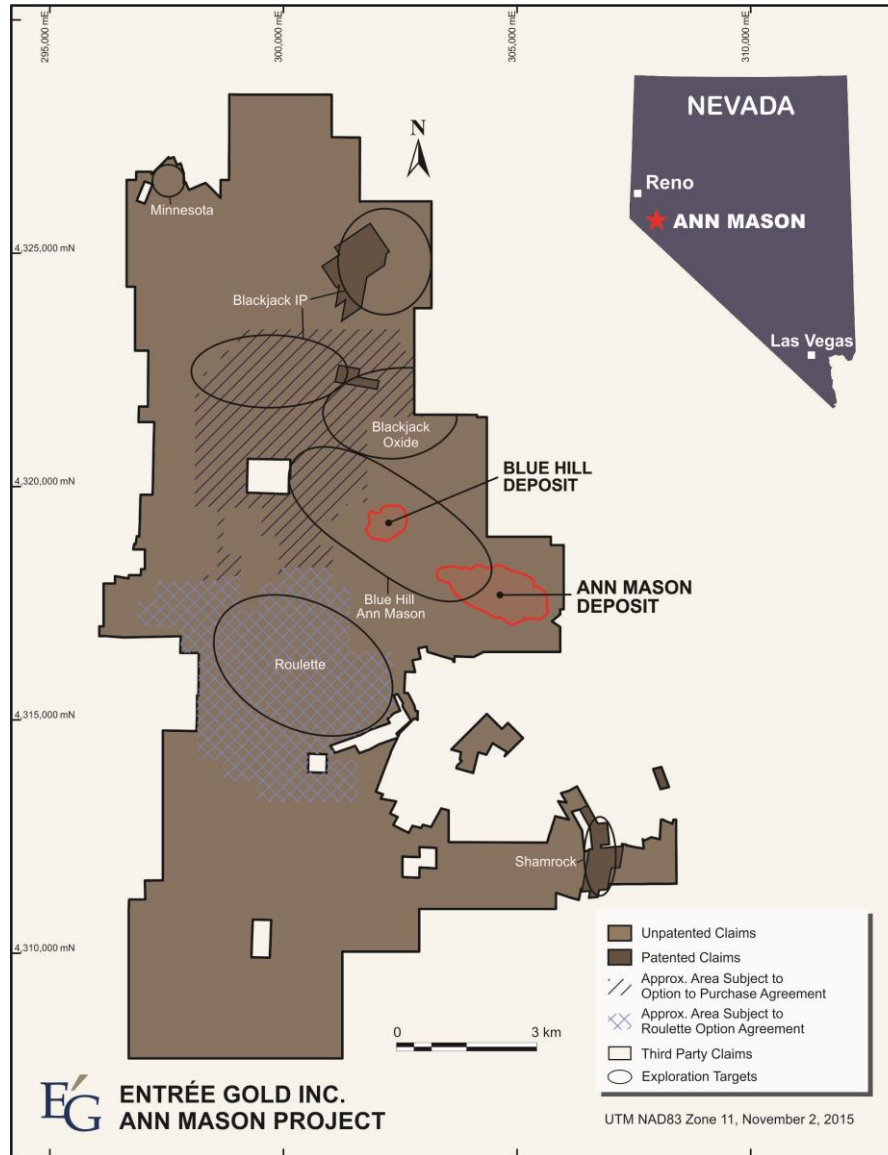 295,000 mE
300,000 mE
305,000 mE
310,000 mE
N
NEVADA
Reno
ANN MASON
Las Vegas
Minnesota
4,325,000 mN
Blackjack IP
Blackjack
Oxide
4,320,000 mN
BLUE HILL
DEPOSIT
ANN MASON
DEPOSIT
Blue Hill
Ann Mason
Roulette
4,315,000 mN
Shamrock
4,310,000 mN
Unpatented Claims
Patented Claims
Approx. Area Subject to
Option to Purchase Agreement
Approx. Area Subject to
Roulette Option Agreement
Third Party Claims
Exploration Targets
0 3 km
ÉG
ENTRÉE GOLD INC.
ANN MASON PROJECT
UTM NAD83 Zone 11, November 2, 2015